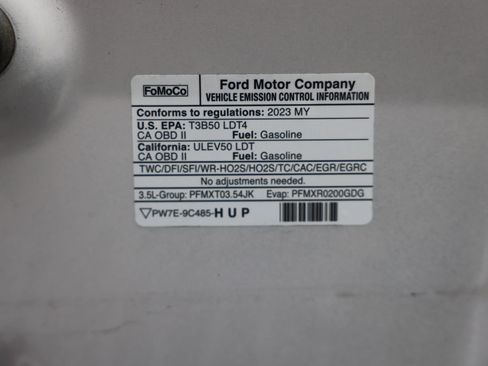 FoMoCo
Ford Motor Company
VEHICLE EMISSION CONTROL INFORMATION
Conforms to regulations: 2023 MY
U.S. EPA: T3B50 LDT4
CA OBD II Fuel: Gasoline
California: ULEV50 LDT
CA OBD II Fuel: Gasoline
TWC/DFI/SFI/WR-HO2S/HO2S/TC/CAC/EGR/EGRC
No adjustments needed.
3.5L-Group: PFMXT03.54JK Evap: PFMXR0200GDG
PW7E-9C485-HUP